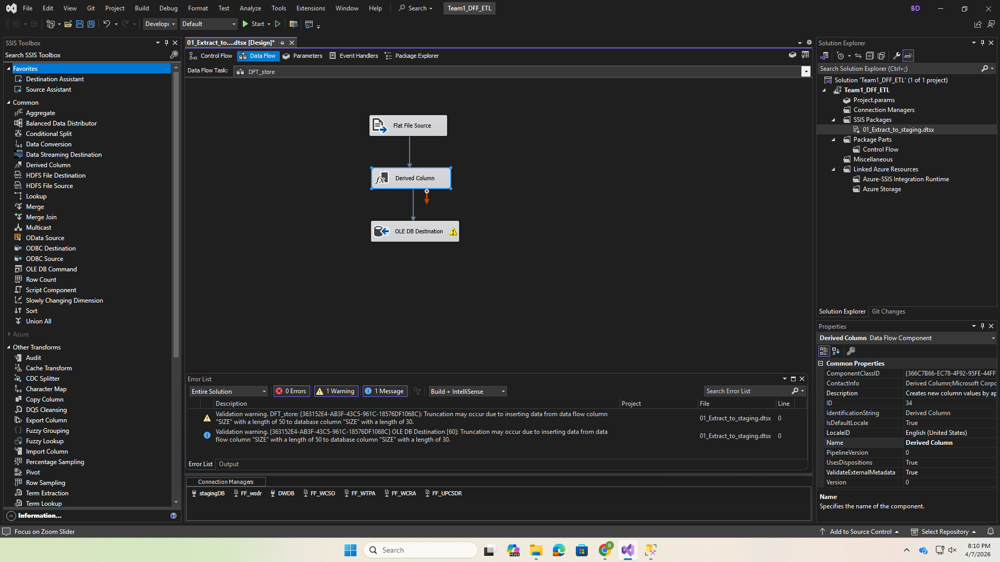 File Edit View Git Project Build Debug Format Test Analyze Tools Extensions Window Help Search Team1_DFF_ETL BD
Develop Default Start
SSIS Toolbox
Search SSIS Toolbox
Favorites
Destination Assistant
Source Assistant
Common
Aggregate
Balanced Data Distributor
Conditional Split
Data Conversion
Data Streaming Destination
Derived Column
HDFS File Destination
HDFS File Source
Lookup
Merge
Merge Join
Multicast
OData Source
ODBC Destination
ODBC Source
OLE DB Command
Row Count
Script Component
Slowly Changing Dimension
Sort
Union All
Azure
Other Transforms
Audit
Cache Transform
CDC Splitter
Character Map
Copy Column
DQS Cleansing
Export Column
Fuzzy Grouping
Fuzzy Lookup
Import Column
Percentage Sampling
Pivot
Row Sampling
Term Extraction
Term Lookup
Information...
01_Extract_to....dtsx [Design]*
Control Flow Data Flow Parameters Event Handlers Package Explorer
Data Flow Task: DFT_store
Flat File Source
Derived Column
OLE DB Destination
Error List
Entire Solution 0 Errors 1 Warning 1 Message Build + IntelliSense Search Error List
Description Project File Line
Validation warning. DFT_store: {363152E4-AB3F-43C5-961C-18576DF1068C}: Truncation may occur due to inserting data from data flow column
"SIZE" with a length of 50 to database column "SIZE" with a length of 30.
01_Extract_to_staging.dtsx 0
Validation warning. {363152E4-AB3F-43C5-961C-18576DF1068C} OLE DB Destination [60]: Truncation may occur due to inserting data from data
flow column "SIZE" with a length of 50 to database column "SIZE" with a length of 30.
01_Extract_to_staging.dtsx 0
Error List Output
Connection Managers
stagingDB FF_wsdr DWDB FF_WCSO FF_WTPA FF_WCRA FF_UPCSDR
Solution Explorer
Search Solution Explorer (Ctrl+;)
Solution 'Team1_DFF_ETL' (1 of 1 project)
Team1_DFF_ETL
Project.params
Connection Managers
SSIS Packages
01_Extract_to_staging.dtsx
Package Parts
Control Flow
Miscellaneous
Linked Azure Resources
Azure-SSIS Integration Runtime
Azure Storage
Solution Explorer Git Changes
Properties
Derived Column Data Flow Component
Common Properties
ComponentClassID {366C7B66-EC78-4F92-95FE-44FF
ContactInfo Derived Column;Microsoft Corpo
Description Creates new column values by ap
ID 34
IdentificationString Derived Column
IsDefaultLocale True
LocaleID English (United States)
Name Derived Column
PipelineVersion 0
UsesDispositions True
ValidateExternalMetadata True
Version 0
Name
Specifies the name of the component.
Focus on Zoom Slider Add to Source Control Select Repository
Search
M365
B
8:10 PM
4/7/2026